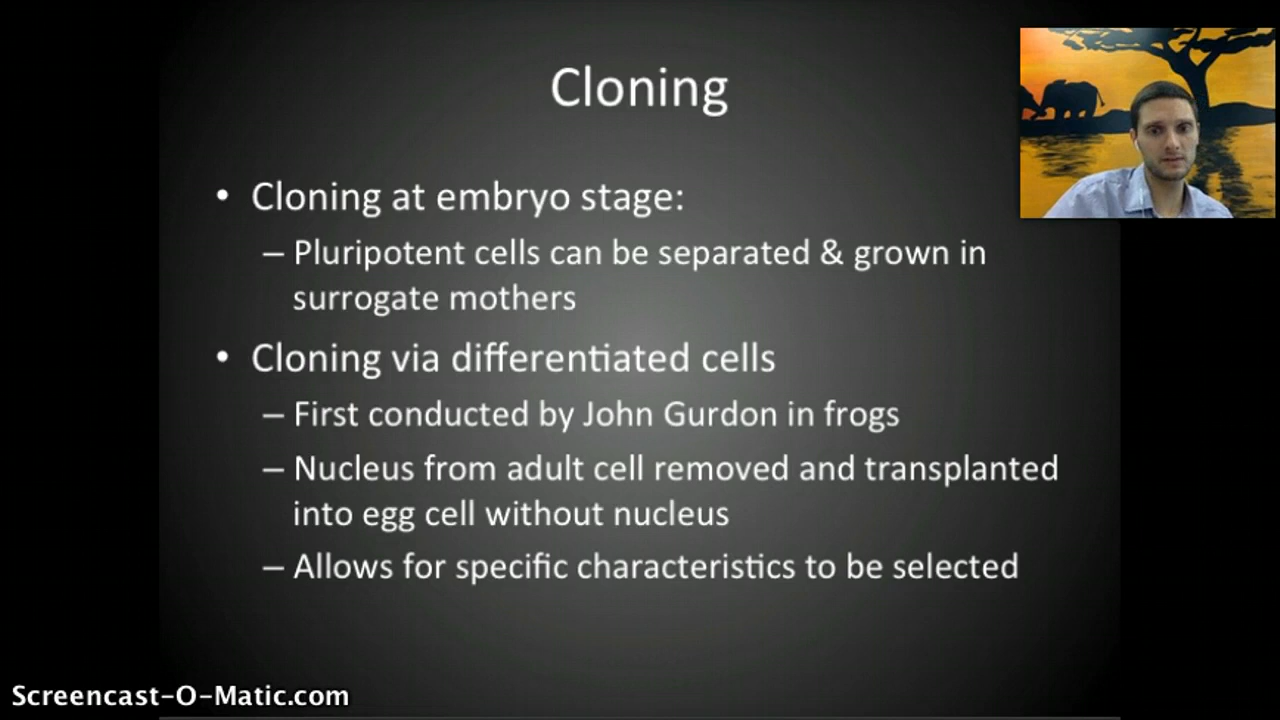 Cloning
• Cloning at embryo stage:
– Pluripotent cells can be separated & grown in
surrogate mothers
• Cloning via differentiated cells
– First conducted by John Gurdon in frogs
– Nucleus from adult cell removed and transplanted
into egg cell without nucleus
– Allows for specific characteristics to be selected
Screencast-O-Matic.com